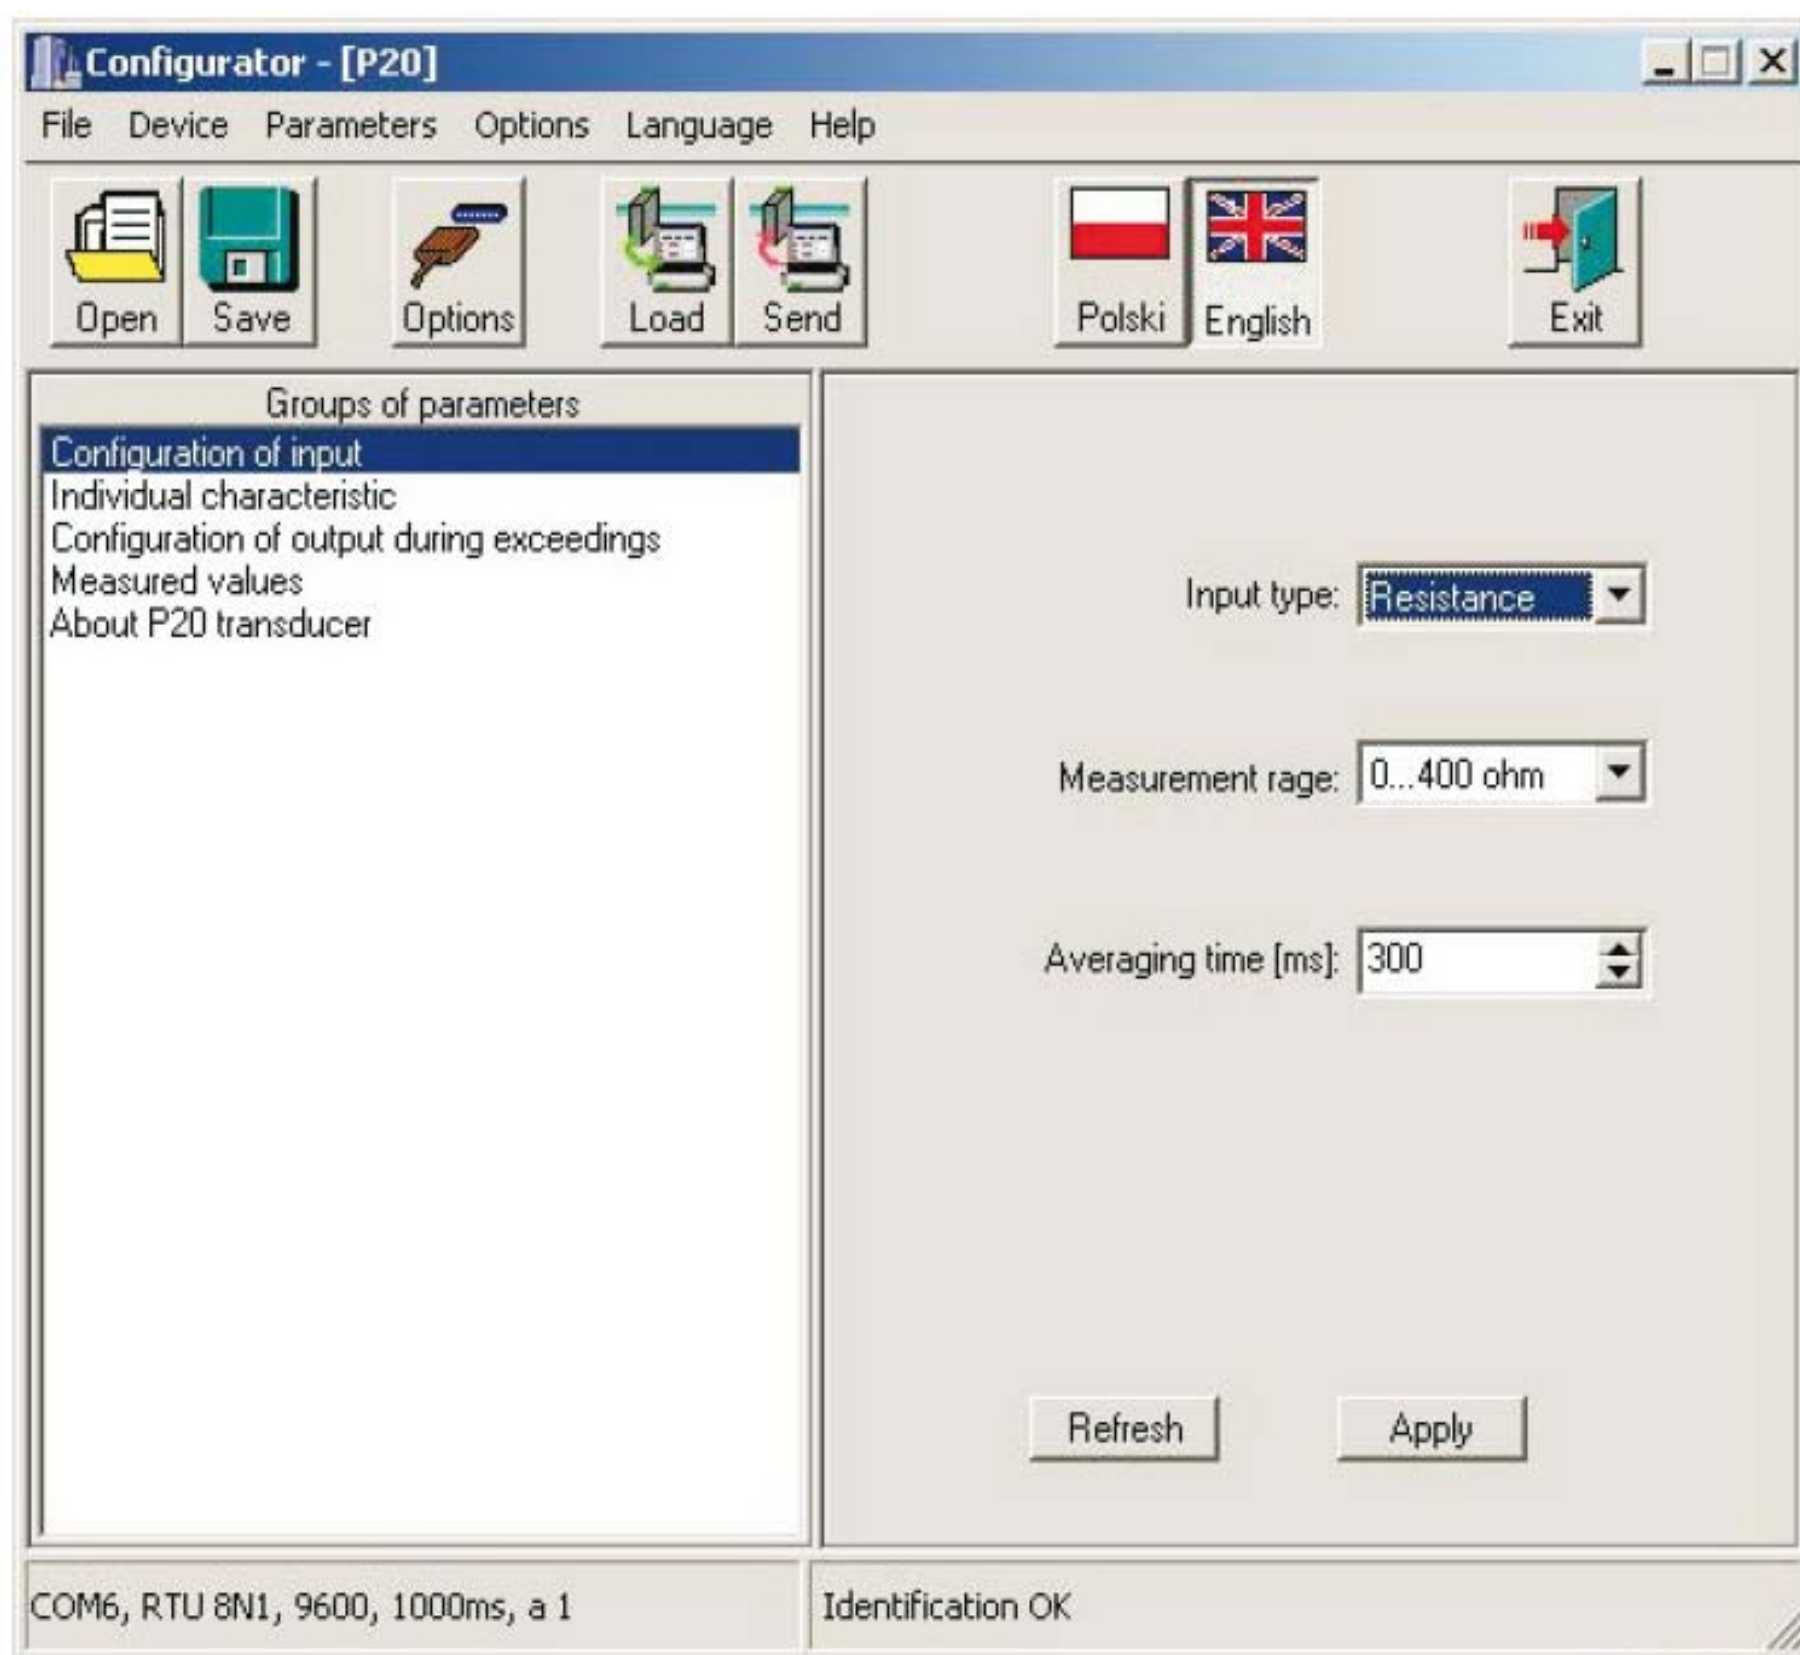 Configurator - [P20]
File Device Parameters Options Language Help
Open Save Options Load Send Polski English Exit
Groups of parameters
Configuration of input
Individual characteristic
Configuration of output during exceedings
Measured values
About P20 transducer
Input type: Resistance
Measurement rage: 0...400 ohm
Averaging time [ms]: 300
Refresh Apply
COM6, RTU 8N1, 9600, 1000ms, a 1 Identification OK